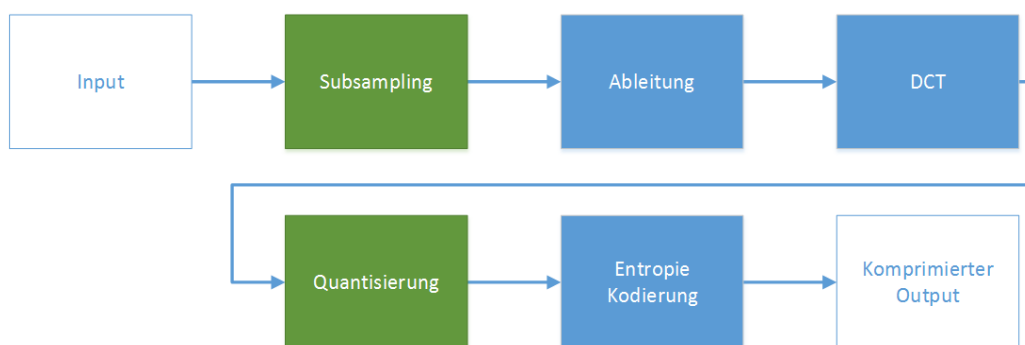 Input
Subsampling
Ableitung
DCT
Quantisierung
Entropie
Kodierung
Komprimierter
Output